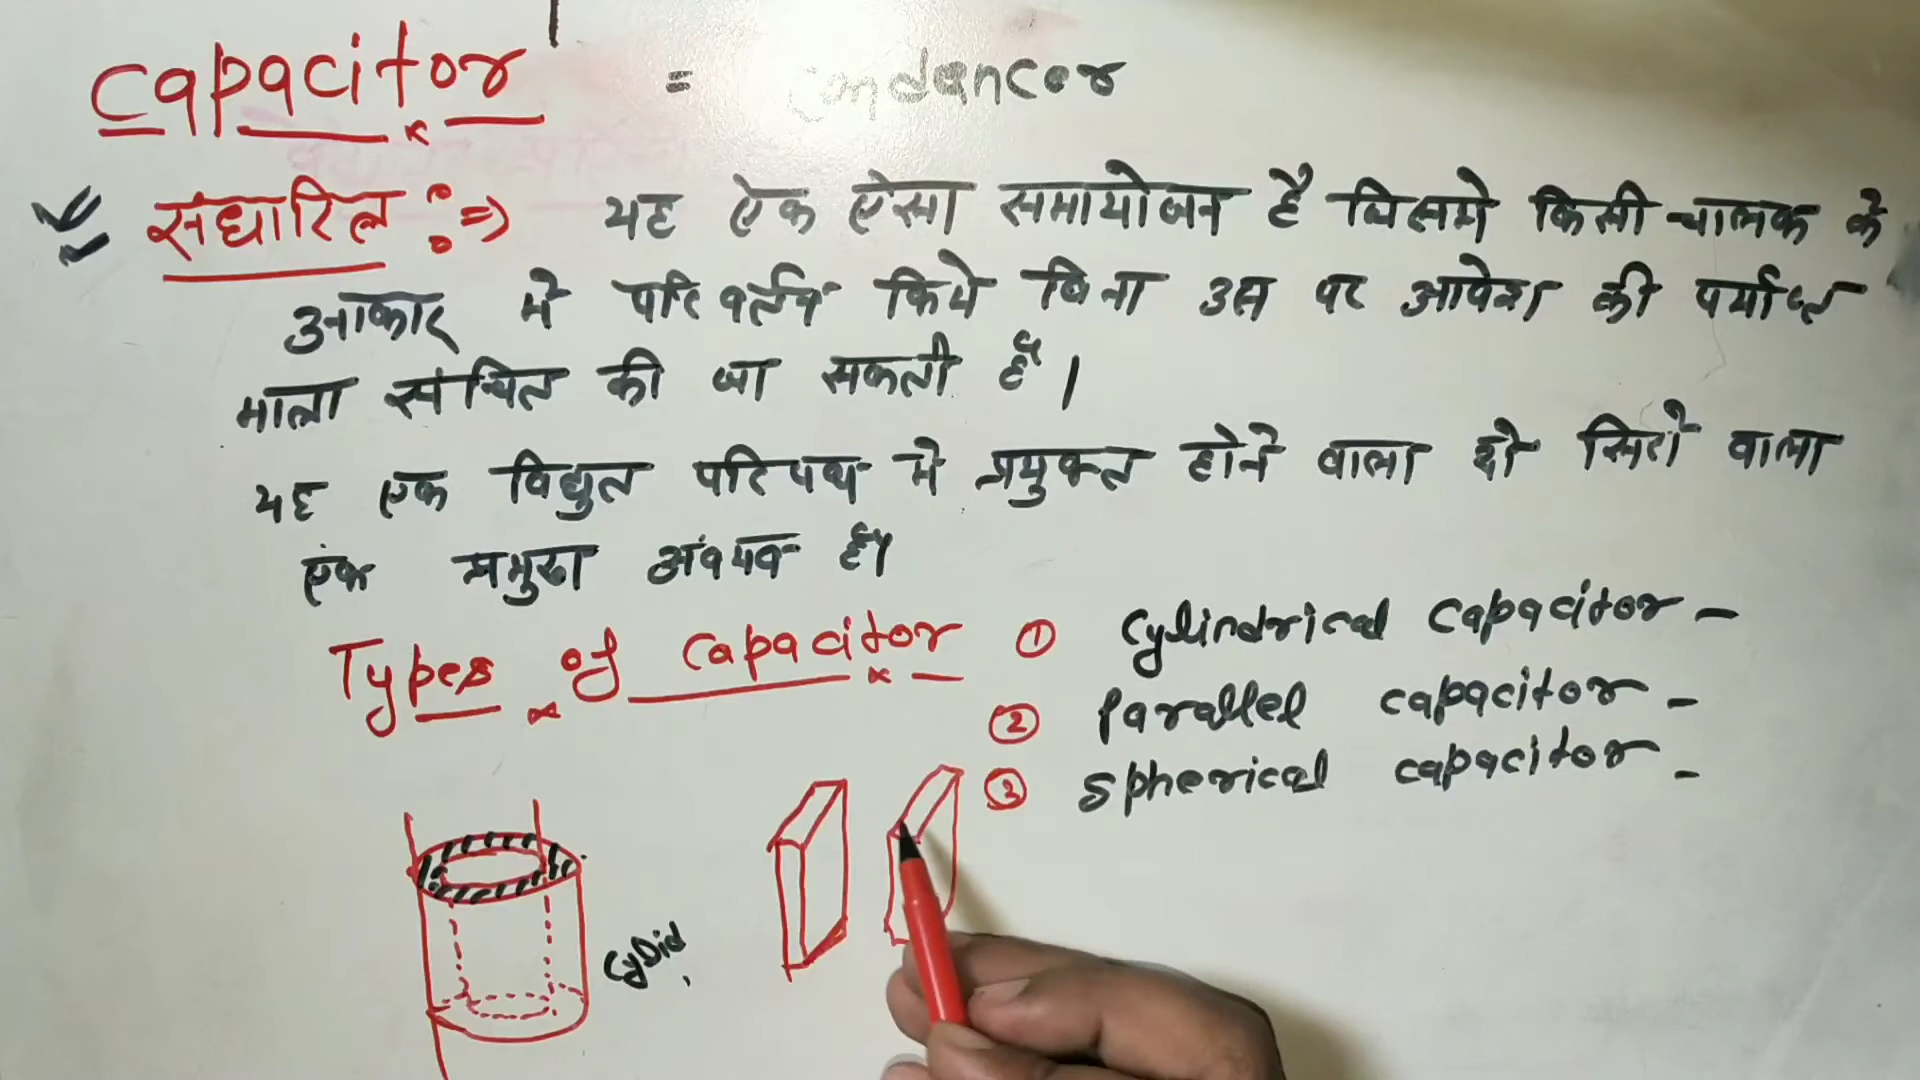 capacitor = condancer
संधारित्र :⇒ यह ऐक ऐसा समायोजन है जिसमे किसी चालक के
आकार में परिवर्तन किये बिना उस पर आवेश की पर्याप्त
मात्रा संचित की जा सकती है।
यह एक विद्युत परिपथ मे प्रयुक्त होने वाला दो सिरो वाला
एक प्रमुख अवयव है।
Types of capacitor ① Cylindrical capacitor -
② Parallel capacitor -
③ Spherical capacitor -